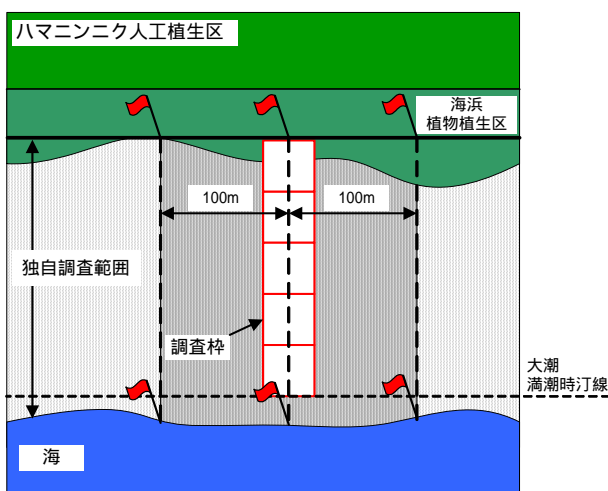 ハマニンニク人工植生区
海浜
植物植生区
100m
100m
独自調査範囲
調査枠
大潮
満潮時汀線
海